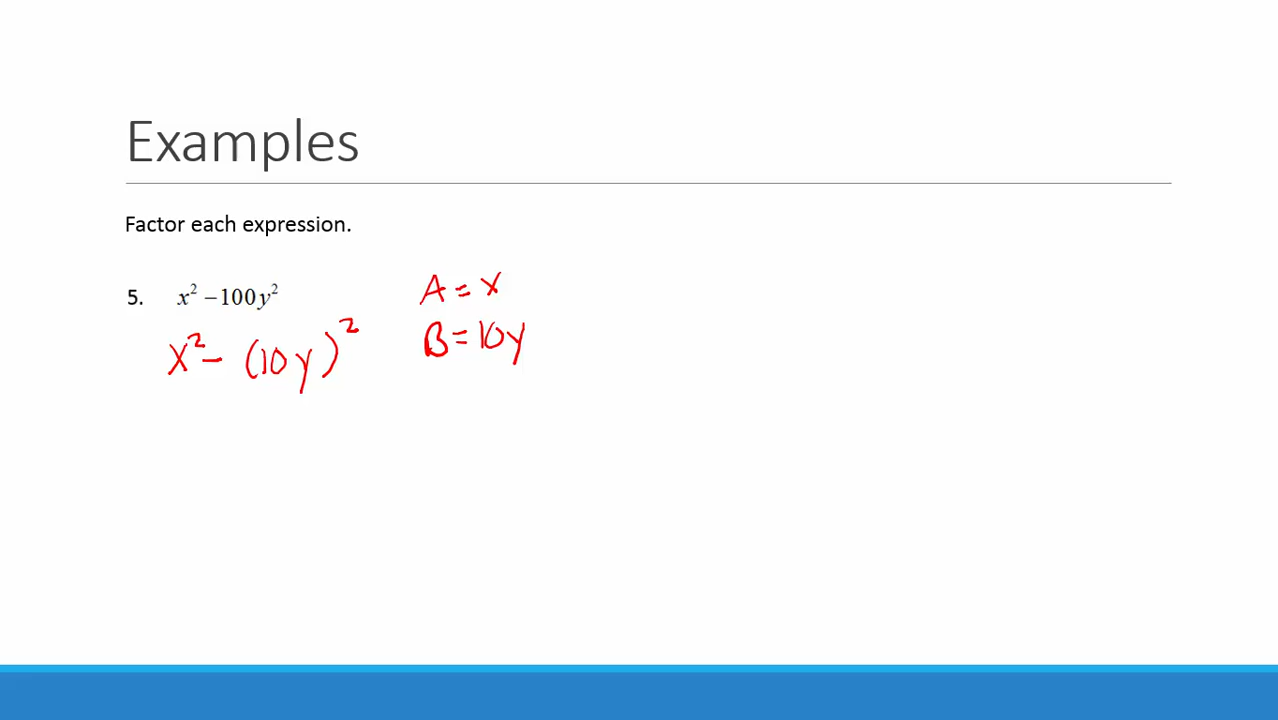 Examples
Factor each expression.
5. x² − 100y²
x² − (10y)²
A = x
B = 10y